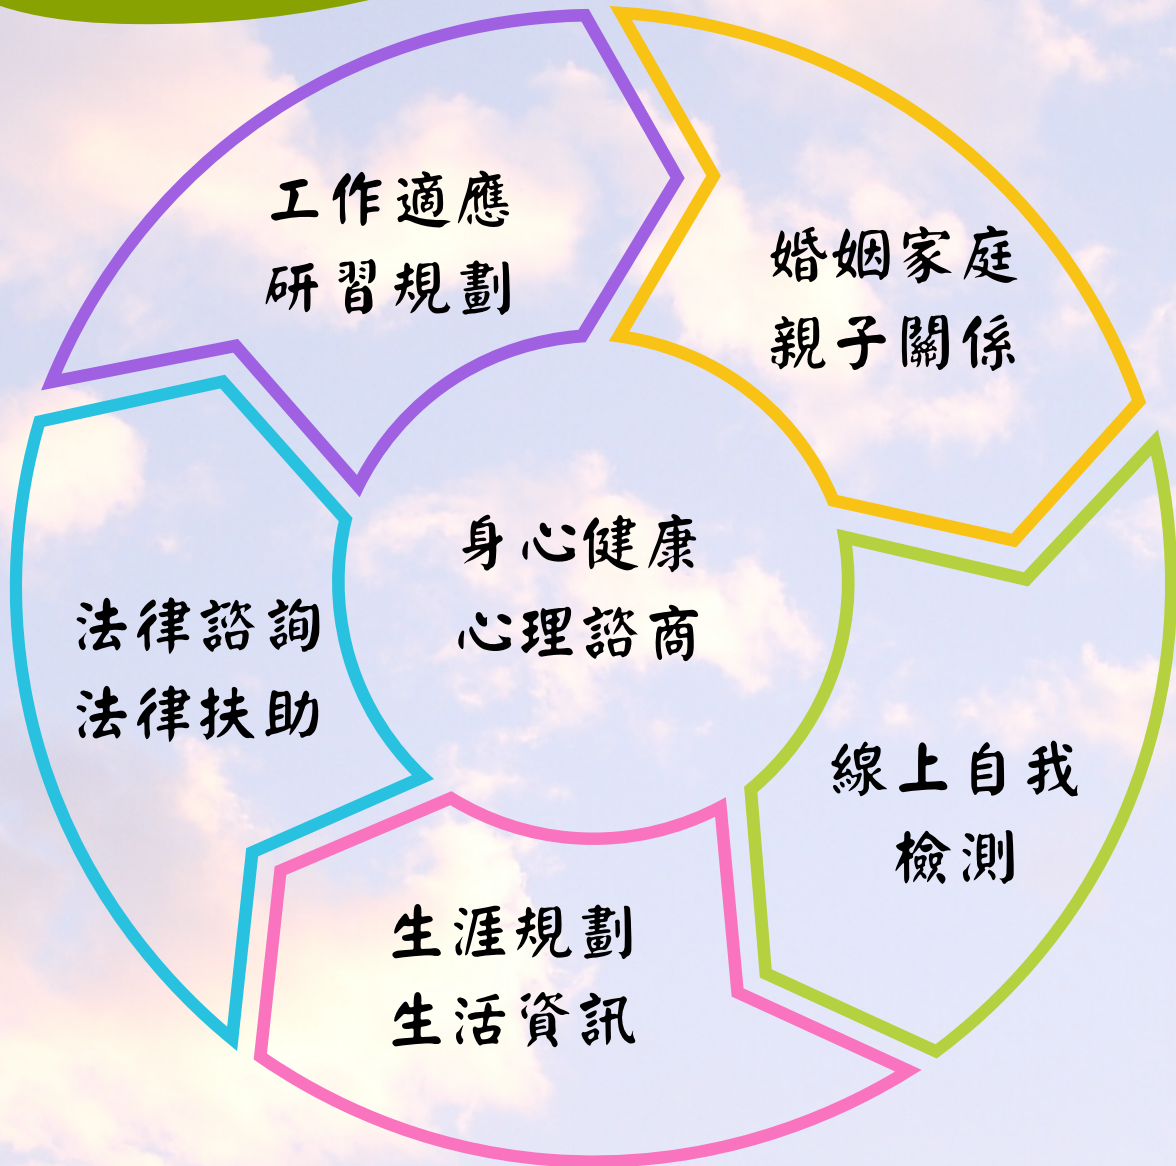 工作適應
研習規劃
婚姻家庭
親子關係
身心健康
心理諮商
法律諮詢
法律扶助
線上自我
檢測
生涯規劃
生活資訊